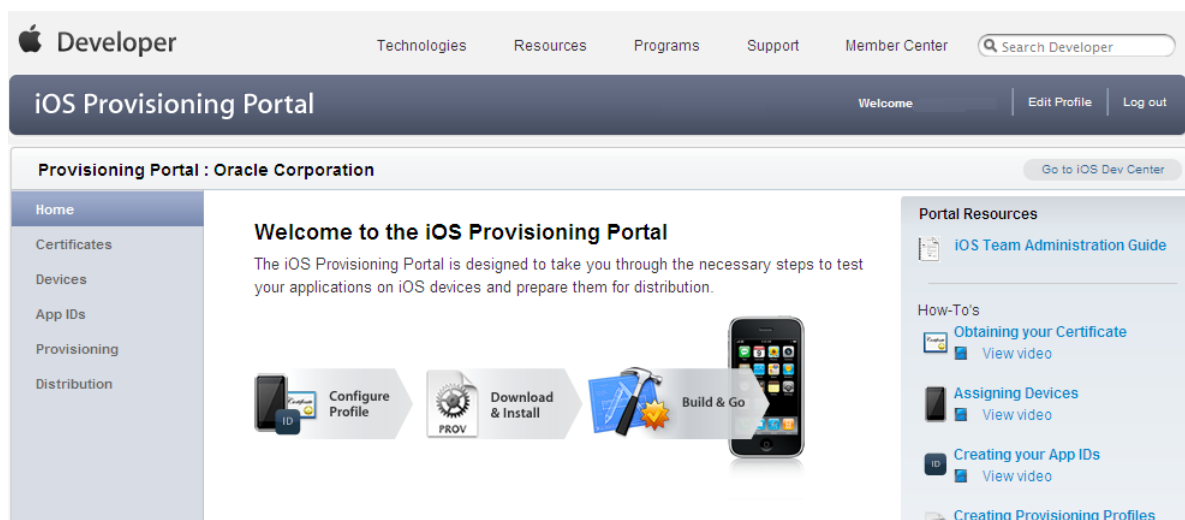 Developer
Technologies Resources Programs Support Member Center Search Developer
iOS Provisioning Portal
Welcome Edit Profile Log out
Provisioning Portal : Oracle Corporation
Go to iOS Dev Center
Home
Certificates
Devices
App IDs
Provisioning
Distribution
Welcome to the iOS Provisioning Portal
The iOS Provisioning Portal is designed to take you through the necessary steps to test
your applications on iOS devices and prepare them for distribution.
ID
Configure
Profile
PROV
Download
& Install
Build & Go
Portal Resources
iOS Team Administration Guide
How-To's
Obtaining your Certificate
View video
Assigning Devices
View video
ID
Creating your App IDs
View video
Creating Provisioning Profiles